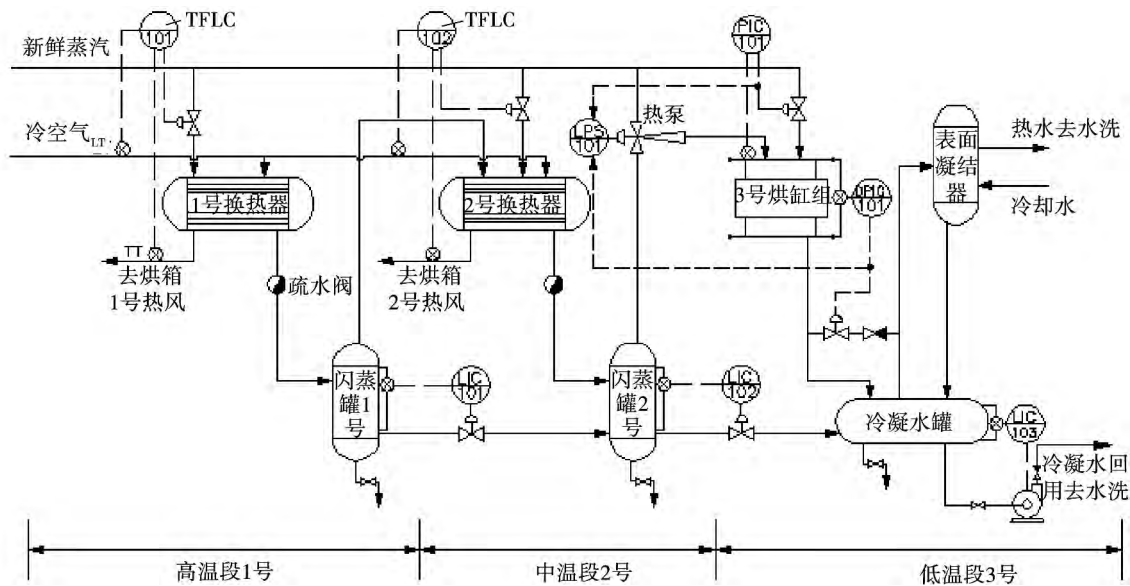 TFLC
101
TFLC
102
PIC
101
新鲜蒸汽
冷空气
LT
热泵
LPS
101
1号换热器
2号换热器
3号烘缸组
DPIC
101
表面
凝结
器
热水去水洗
冷却水
TT
去烘箱
1号热风
疏水阀
去烘箱
2号热风
闪蒸
罐1
号
LIC
101
闪蒸
罐2
号
LIC
102
冷凝水罐
LIC
103
冷凝水回
用去水洗
高温段1号
中温段2号
低温段3号